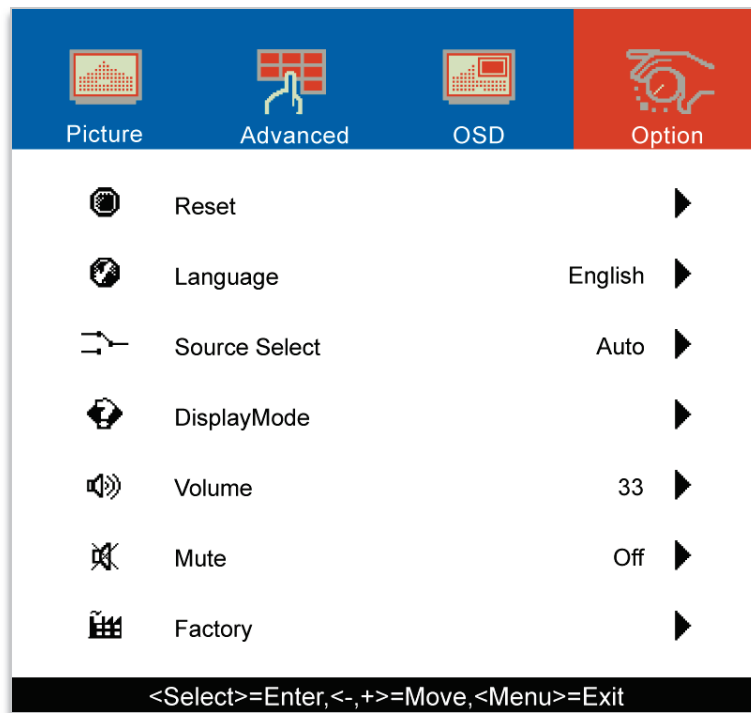 Picture Advanced OSD Option
Reset
Language English
Source Select Auto
DisplayMode
Volume 33
Mute Off
Factory
<Select>=Enter,<-,+>=Move,<Menu>=Exit